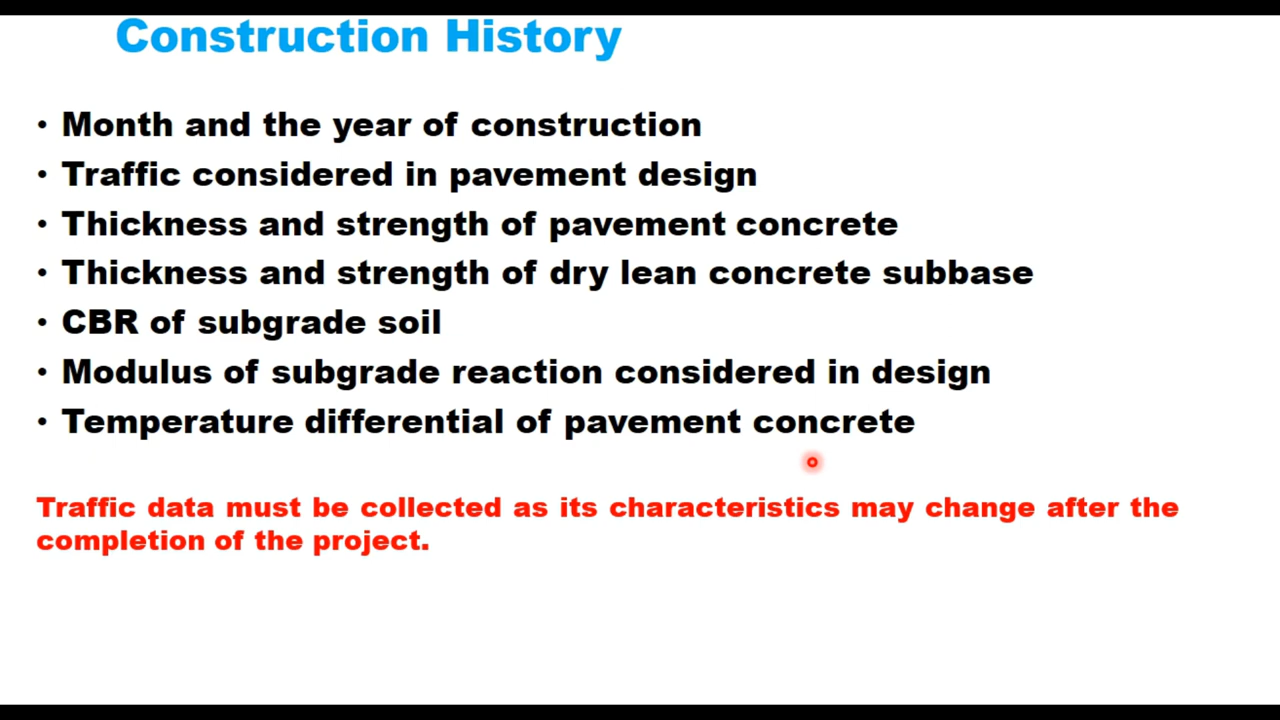 Construction History
• Month and the year of construction
• Traffic considered in pavement design
• Thickness and strength of pavement concrete
• Thickness and strength of dry lean concrete subbase
• CBR of subgrade soil
• Modulus of subgrade reaction considered in design
• Temperature differential of pavement concrete
Traffic data must be collected as its characteristics may change after the
completion of the project.